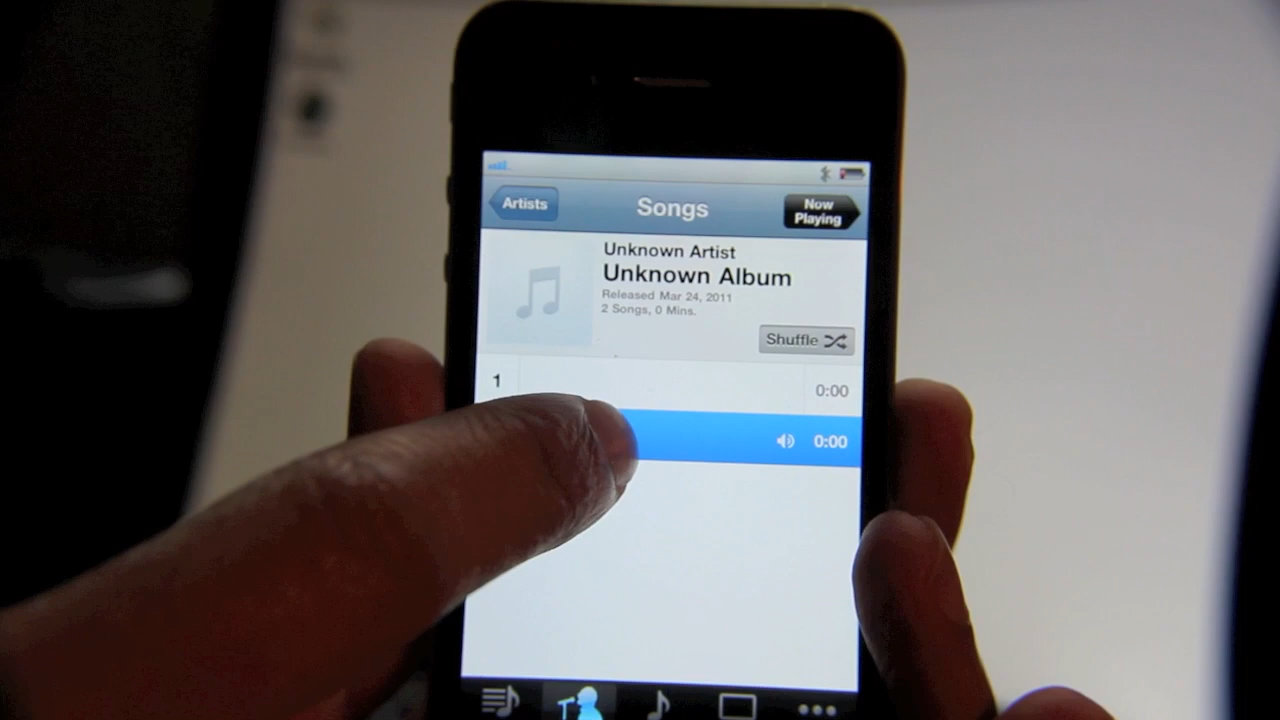 Artists
Songs
Now
Playing
Unknown Artist
Unknown Album
Released Mar 24, 2011
2 Songs, 0 Mins.
Shuffle
1
0:00
0:00